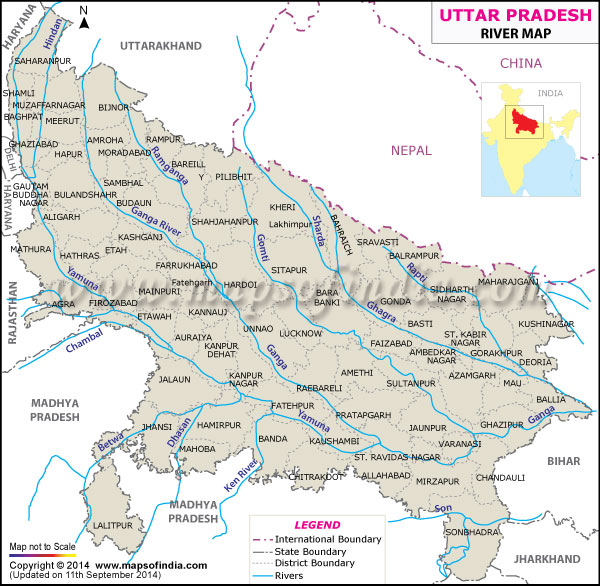 UTTAR PRADESH
RIVER MAP
N
HARYANA
Hindan
UTTARAKHAND
CHINA
INDIA
NEPAL
SAHARANPUR
SHAMLI
MUZAFFARNAGAR
BIJNOR
BAGHPAT
MEERUT
GHAZIABAD
AMROHA
RAMPUR
DELHI
HAPUR
MORADABAD
Ramganga
BAREILL
Y
PILIBHIT
HARYANA
GAUTAM
BUDDHA
NAGAR
BULANDSHAHR
SAMBHAL
BUDAUN
KHERI
Lakhimpur
Sharda
BAHRAICH
ALIGARH
Ganga River
SHAHJAHANPUR
Gomti
SRAVASTI
KASHGANJ
MATHURA
HATHRAS
ETAH
BALRAMPUR
Yamuna
FARRUKHABAD
Fatehgarh
SITAPUR
Rapti
MAHARAJGANJ
HARDOI
SIDHARTH
NAGAR
www.mapsofindia.com
RAJASTHAN
AGRA
FIROZABAD
MAINPURI
BARA
BANKI
GONDA
Ghagra
ETAWAH
KANNAUJ
BASTI
KUSHINAGAR
UNNAO
LUCKNOW
ST. KABIR
NAGAR
Chambal
AURAIYA
KANPUR
DEHAT
FAIZABAD
AMBEDKAR
NAGAR
GORAKHPUR
DEORIA
Ganga
AMETHI
AZAMGARH
JALAUN
KANPUR
NAGAR
RAEBARELI
SULTANPUR
MAU
MADHYA
PRADESH
BALLIA
FATEHPUR
PRATAPGARH
Ganga
JHANSI
Dhasan
HAMIRPUR
Yamuna
JAUNPUR
GHAZIPUR
Betwa
BANDA
KAUSHAMBI
VARANASI
MAHOBA
ST. RAVIDAS NAGAR
BIHAR
Ken River
CHITRAKOOT
ALLAHABAD
MIRZAPUR
CHANDAULI
MADHYA
PRADESH
Son
LALITPUR
SONBHADRA
JHARKHAND
LEGEND
International Boundary
State Boundary
District Boundary
Rivers
Map not to Scale
Copyright © 2014 www.mapsofindia.com
(Updated on 11th September 2014)